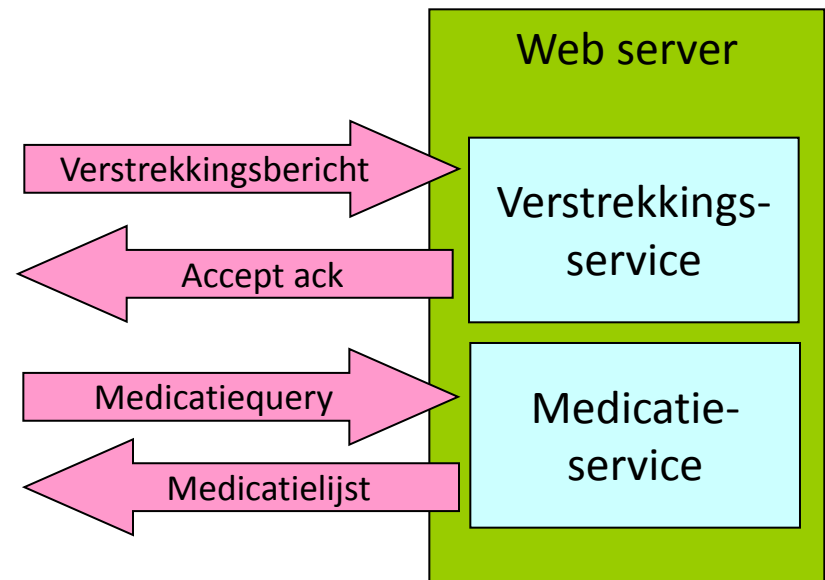 Web server
Verstrekkingsbericht
Verstrekkings-
service
Accept ack
Medicatiequery
Medicatie-
service
Medicatielijst